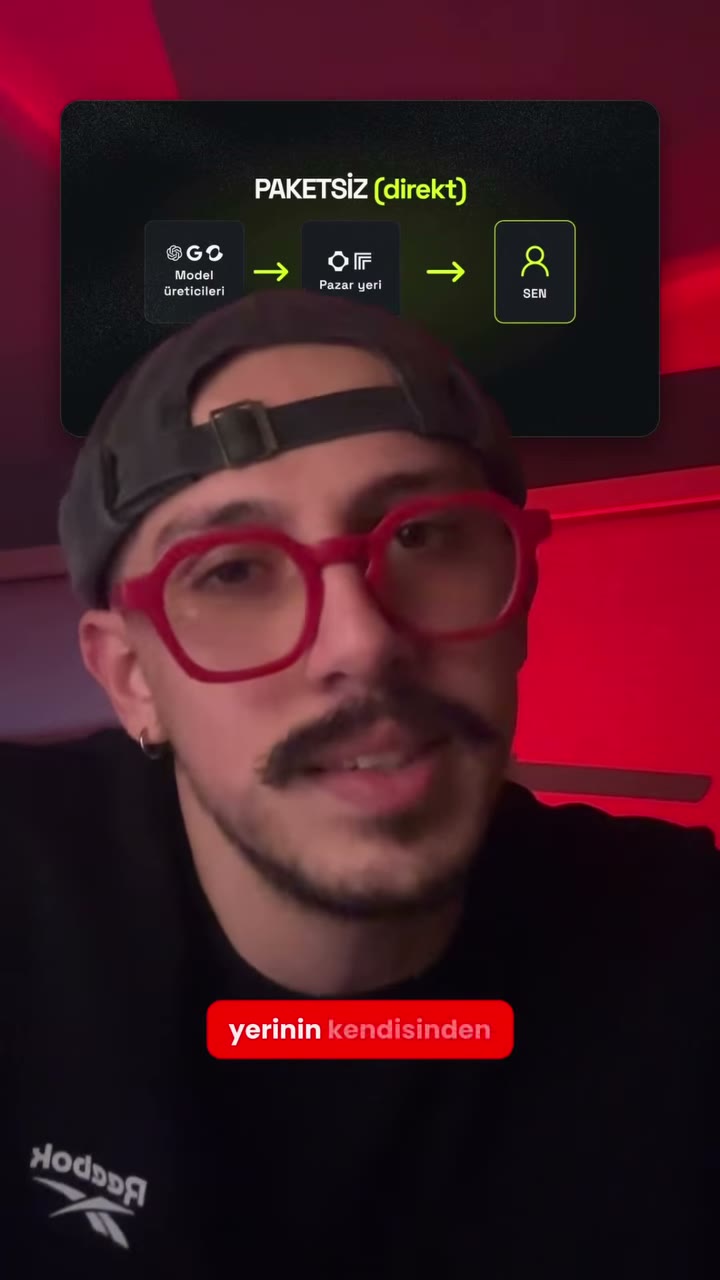 PAKETSİZ (direkt)
Model
üreticileri
Pazar yeri
SEN
yerinin kendisinden
Reebok